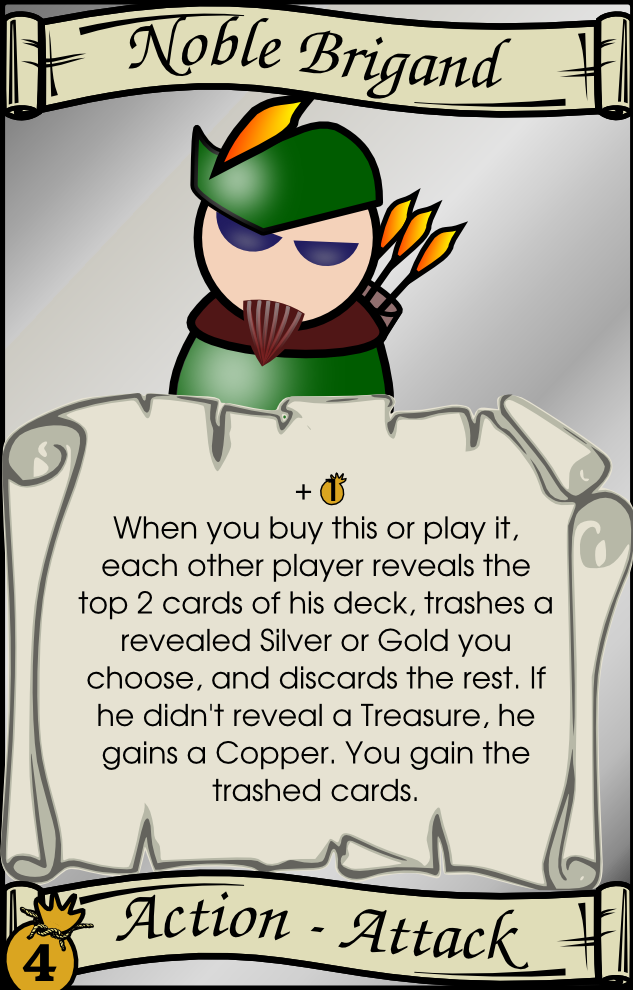 Noble Brigand
+ 1
When you buy this or play it,
each other player reveals the
top 2 cards of his deck, trashes a
revealed Silver or Gold you
choose, and discards the rest. If
he didn't reveal a Treasure, he
gains a Copper. You gain the
trashed cards.
Action - Attack
4